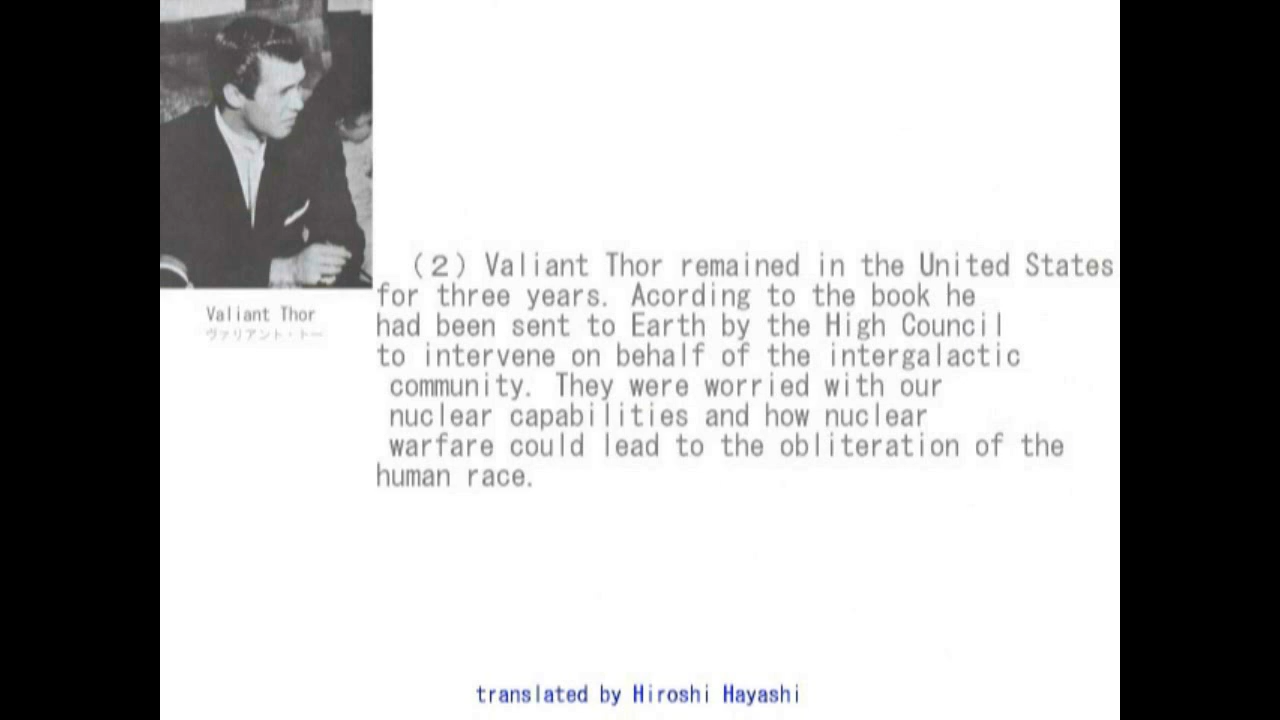 Valiant Thor
ヴァリアント・トー
(2) Valiant Thor remained in the United States
for three years. Acording to the book he
had been sent to Earth by the High Council
to intervene on behalf of the intergalactic
community. They were worried with our
nuclear capabilities and how nuclear
warfare could lead to the obliteration of the
human race.
translated by Hiroshi Hayashi